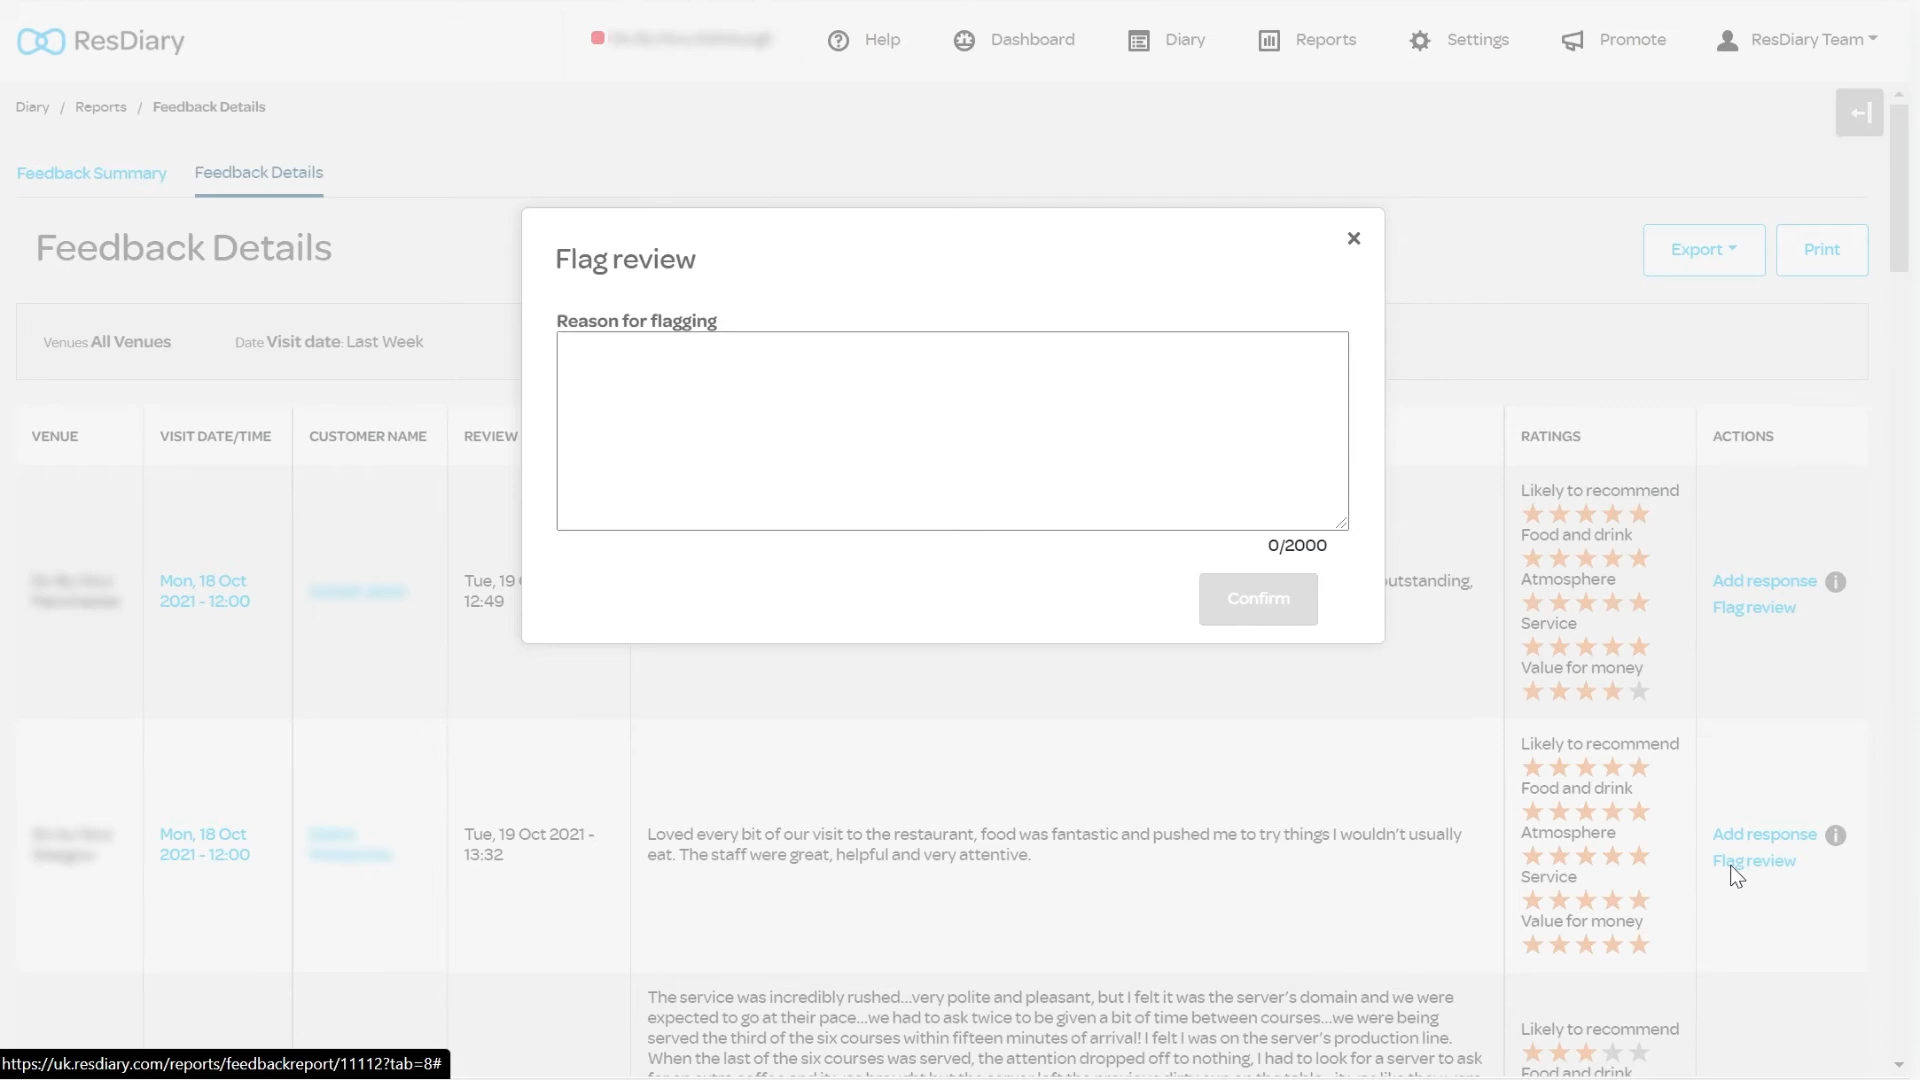 ResDiary
Help
Dashboard
Diary
Reports
Settings
Promote
ResDiary Team
Diary / Reports / Feedback Details
Feedback Summary
Feedback Details
Feedback Details
Export
Print
Venues All Venues
Date Visit date: Last Week
Flag review
Reason for flagging
0/2000
Confirm
VENUE
VISIT DATE/TIME
CUSTOMER NAME
REVIEW
RATINGS
ACTIONS
Mon, 18 Oct
2021 - 12:00
Tue, 19
12:49
outstanding,
Likely to recommend
Food and drink
Atmosphere
Service
Value for money
Add response
Flag review
Mon, 18 Oct
2021 - 12:00
Tue, 19 Oct 2021 -
13:32
Loved every bit of our visit to the restaurant, food was fantastic and pushed me to try things I wouldn't usually
eat. The staff were great, helpful and very attentive.
Likely to recommend
Food and drink
Atmosphere
Service
Value for money
Add response
Flag review
The service was incredibly rushed...very polite and pleasant, but I felt it was the server's domain and we were
expected to go at their pace...we had to ask twice to be given a bit of time between courses...we were being
served the third of the six courses within fifteen minutes of arrival! I felt I was on the server's production line.
When the last of the six courses was served, the attention dropped off to nothing, I had to look for a server to ask
Likely to recommend
Food and drink
https://uk.resdiary.com/reports/feedbackreport/11112?tab=8#